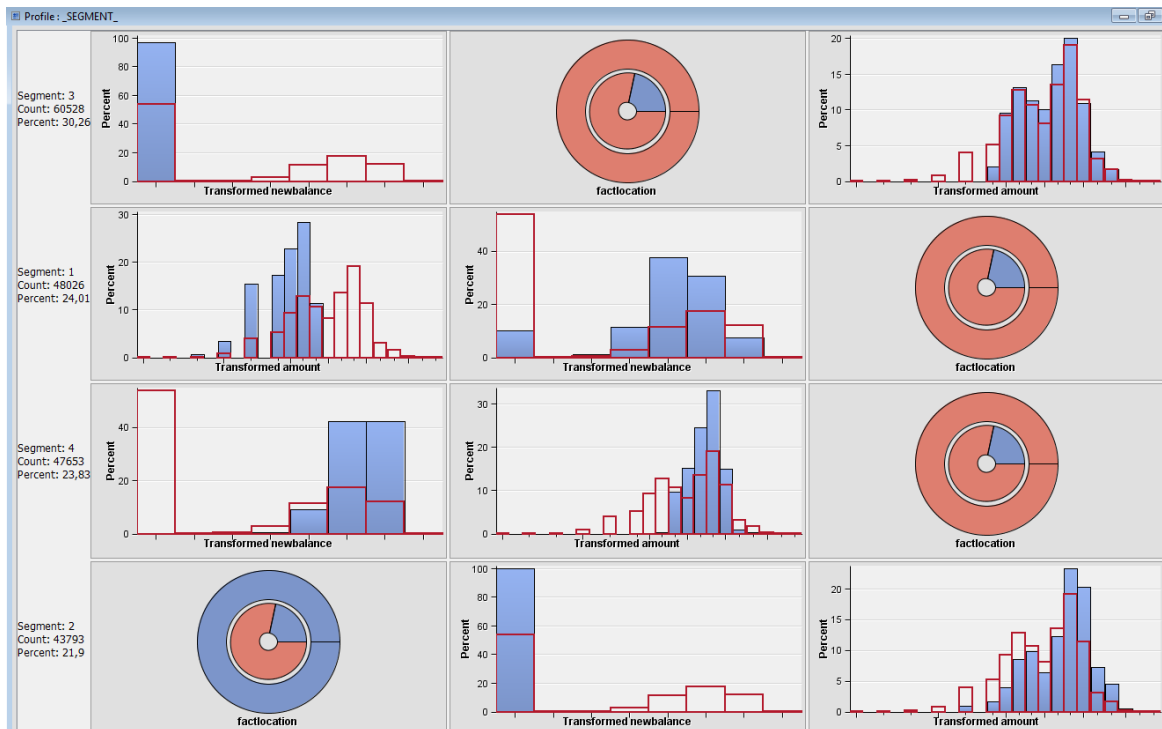 Profile : _SEGMENT_
Segment: 3
Count: 60528
Percent: 30,26
Percent
100
80
60
40
20
0
Transformed newbalance
factlocation
Percent
20
15
10
5
0
Transformed amount
Segment: 1
Count: 48026
Percent: 24,01
Percent
30
20
10
0
Transformed amount
Percent
40
20
0
Transformed newbalance
factlocation
Segment: 4
Count: 47653
Percent: 23,83
Percent
40
20
0
Transformed newbalance
Percent
30
20
10
0
Transformed amount
factlocation
Segment: 2
Count: 43793
Percent: 21,9
factlocation
Percent
100
80
60
40
20
0
Transformed newbalance
Percent
20
15
10
5
0
Transformed amount